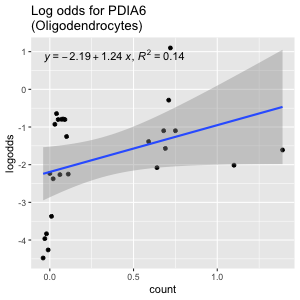 Log odds for PDIA6
(Oligodendrocytes)
y = −2.19 + 1.24 x, R² = 0.14
1
0
-1
-2
-3
-4
logodds
0.0
0.5
1.0
count